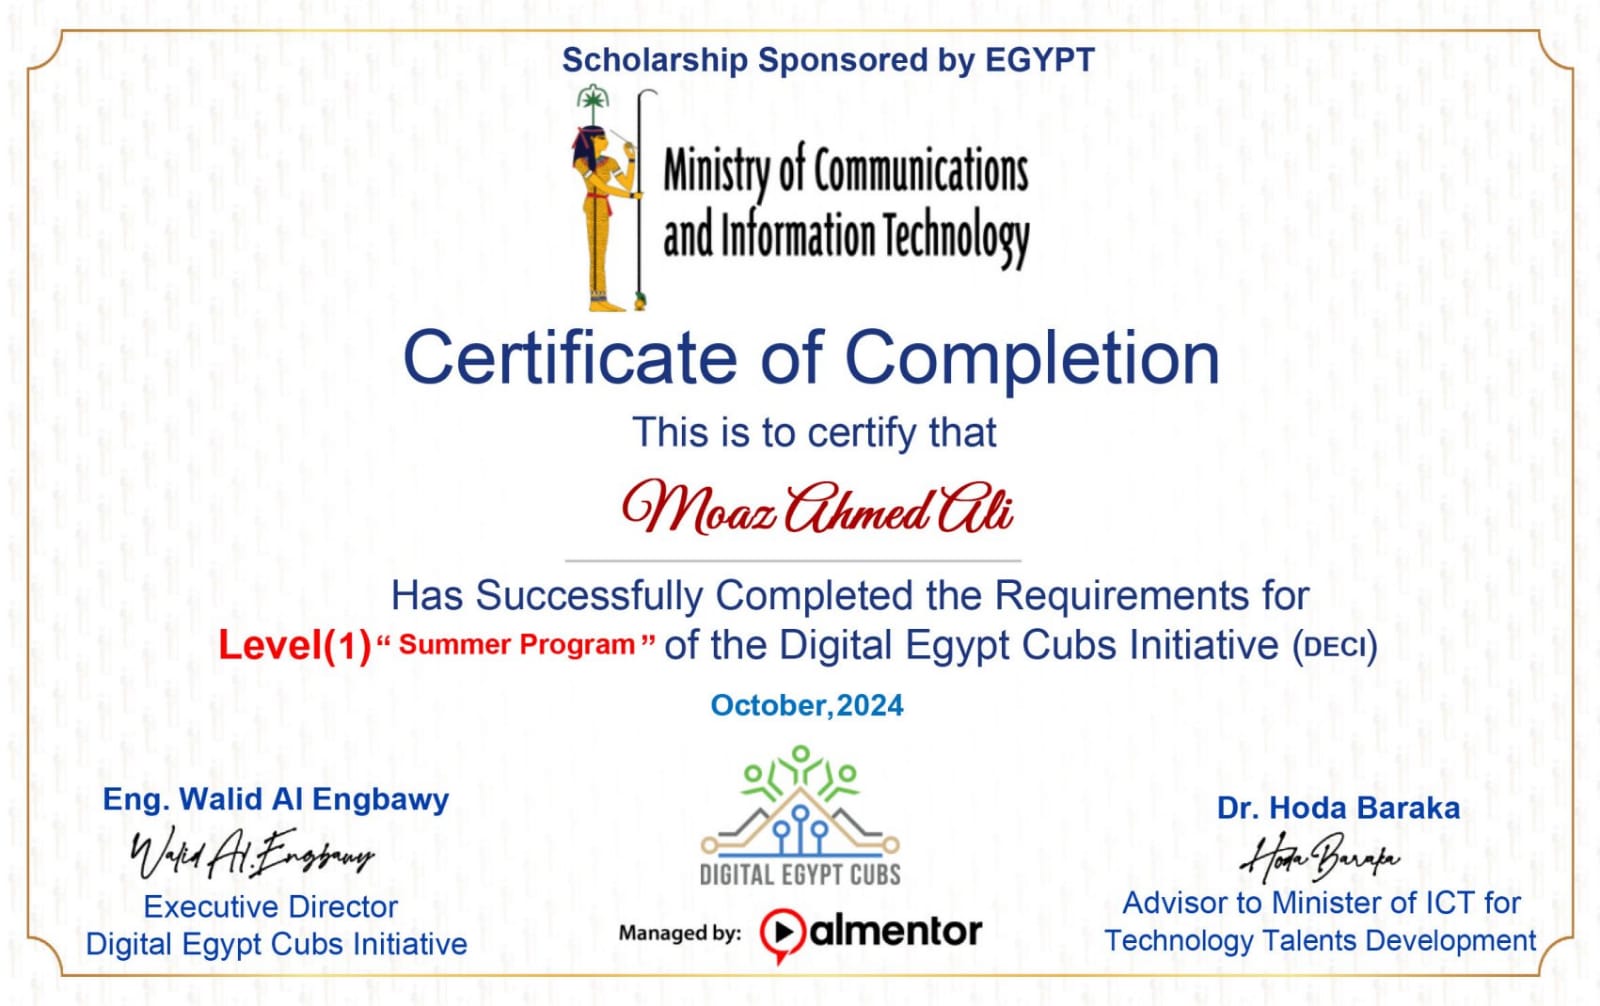 Scholarship Sponsored by EGYPT
Ministry of Communications
and Information Technology
Certificate of Completion
This is to certify that
Moaz Ahmed Ali
Has Successfully Completed the Requirements for
Level(1) “ Summer Program ” of the Digital Egypt Cubs Initiative (DECI)
October,2024
Eng. Walid Al Engbawy
Walid Al.Engbawy
Executive Director
Digital Egypt Cubs Initiative
DIGITAL EGYPT CUBS
Managed by: almentor
Dr. Hoda Baraka
Hoda Baraka
Advisor to Minister of ICT for
Technology Talents Development